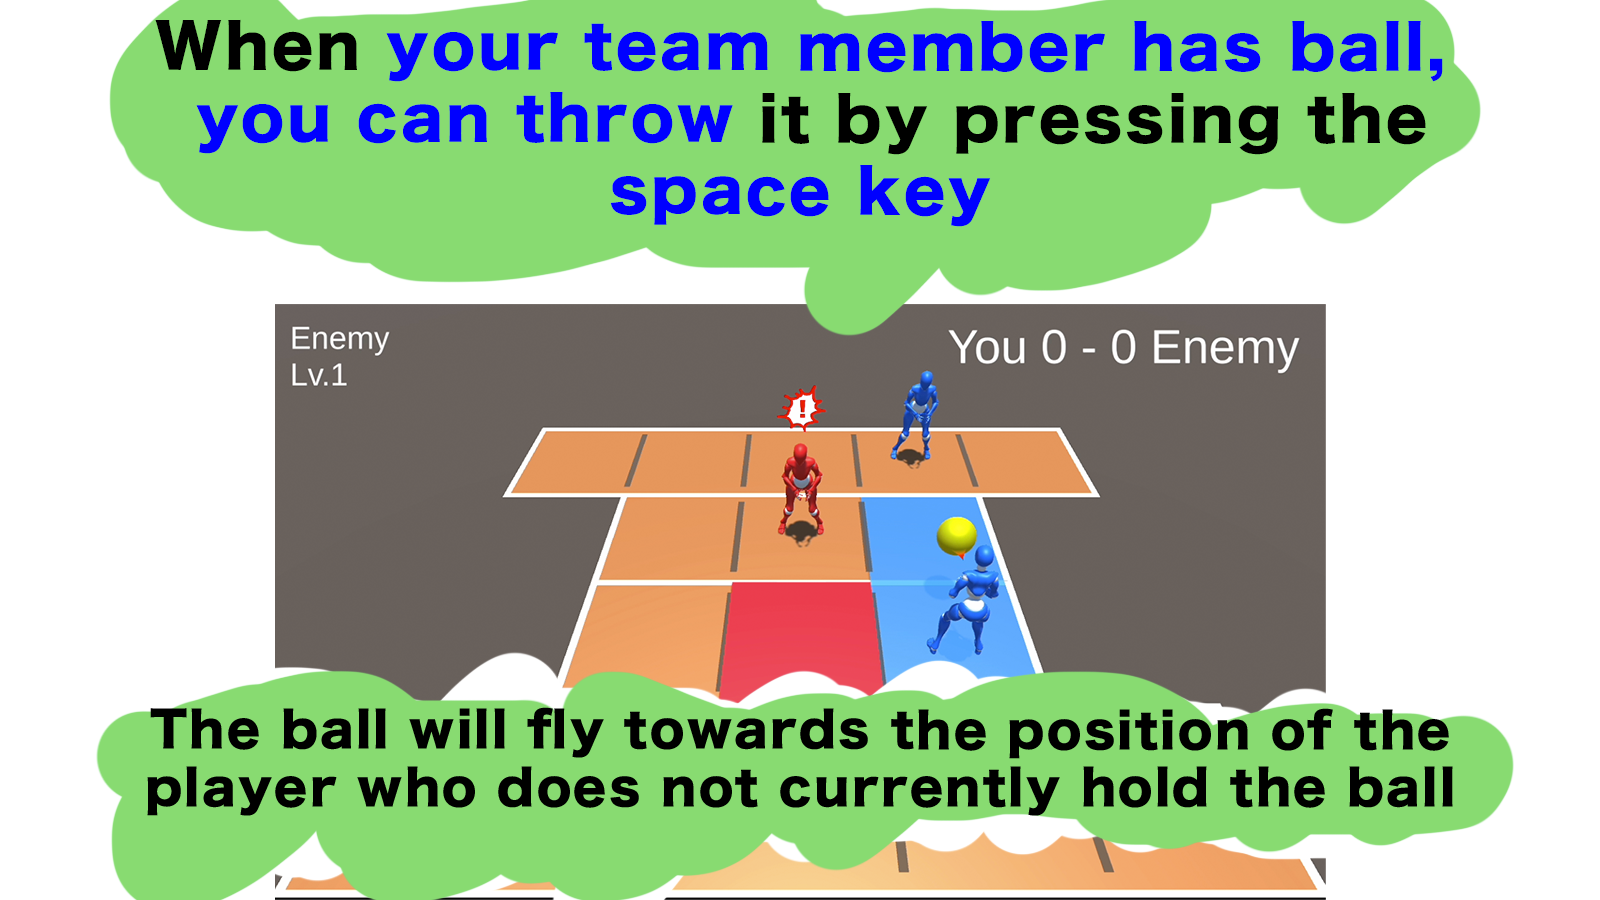 When your team member has ball,
you can throw it by pressing the
space key
Enemy
Lv.1
You 0 - 0 Enemy
!
The ball will fly towards the position of the
player who does not currently hold the ball